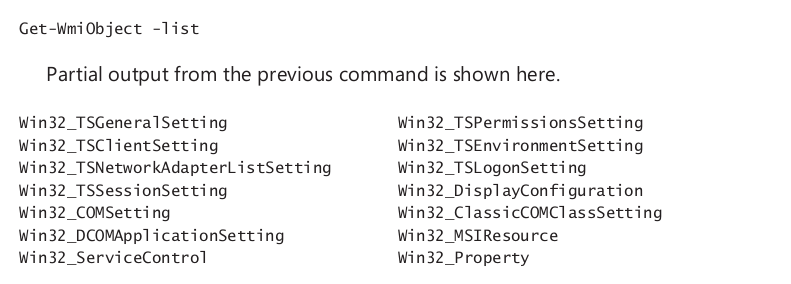 Get-WmiObject -list
Partial output from the previous command is shown here.
Win32_TSGeneralSetting Win32_TSPermissionsSetting
Win32_TSClientSetting Win32_TSEnvironmentSetting
Win32_TSNetworkAdapterListSetting Win32_TSLogonSetting
Win32_TSSessionSetting Win32_DisplayConfiguration
Win32_COMSetting Win32_ClassicCOMClassSetting
Win32_DCOMApplicationSetting Win32_MSIResource
Win32_ServiceControl Win32_Property